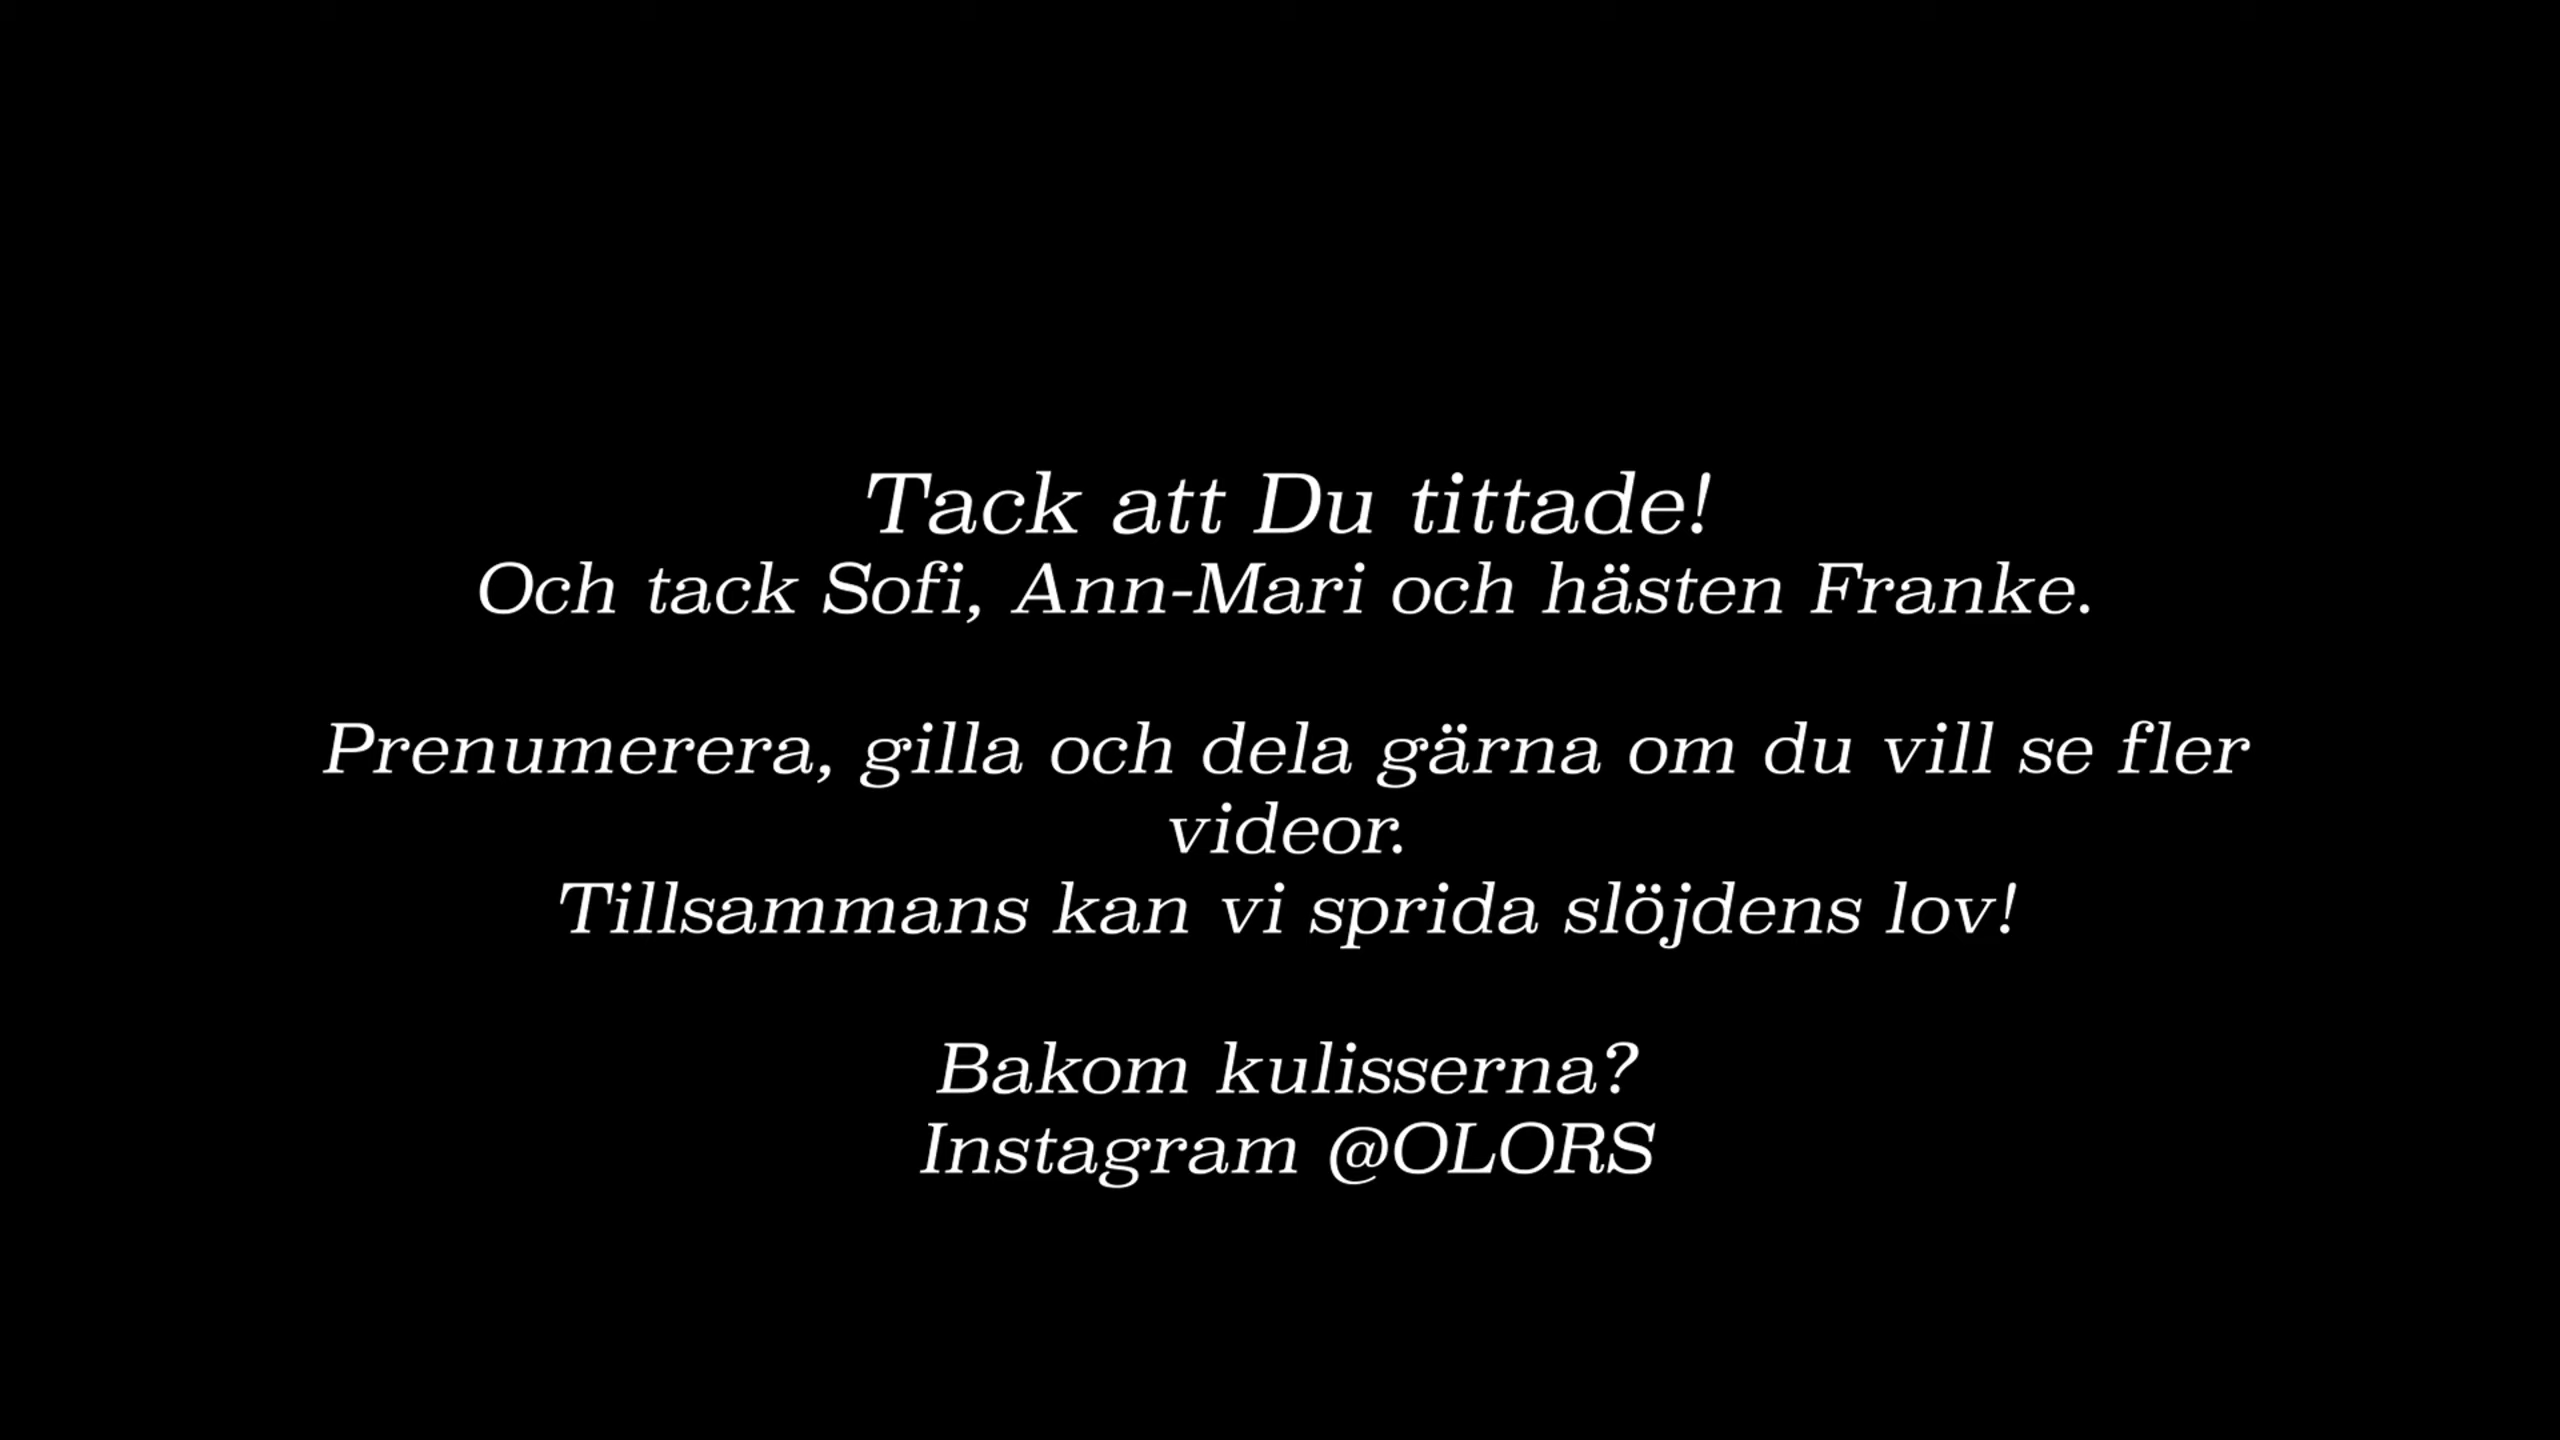 Tack att Du tittade!
Och tack Sofi, Ann-Mari och hästen Franke.
Prenumerera, gilla och dela gärna om du vill se fler
videor.
Tillsammans kan vi sprida slöjdens lov!
Bakom kulisserna?
Instagram @OLORS